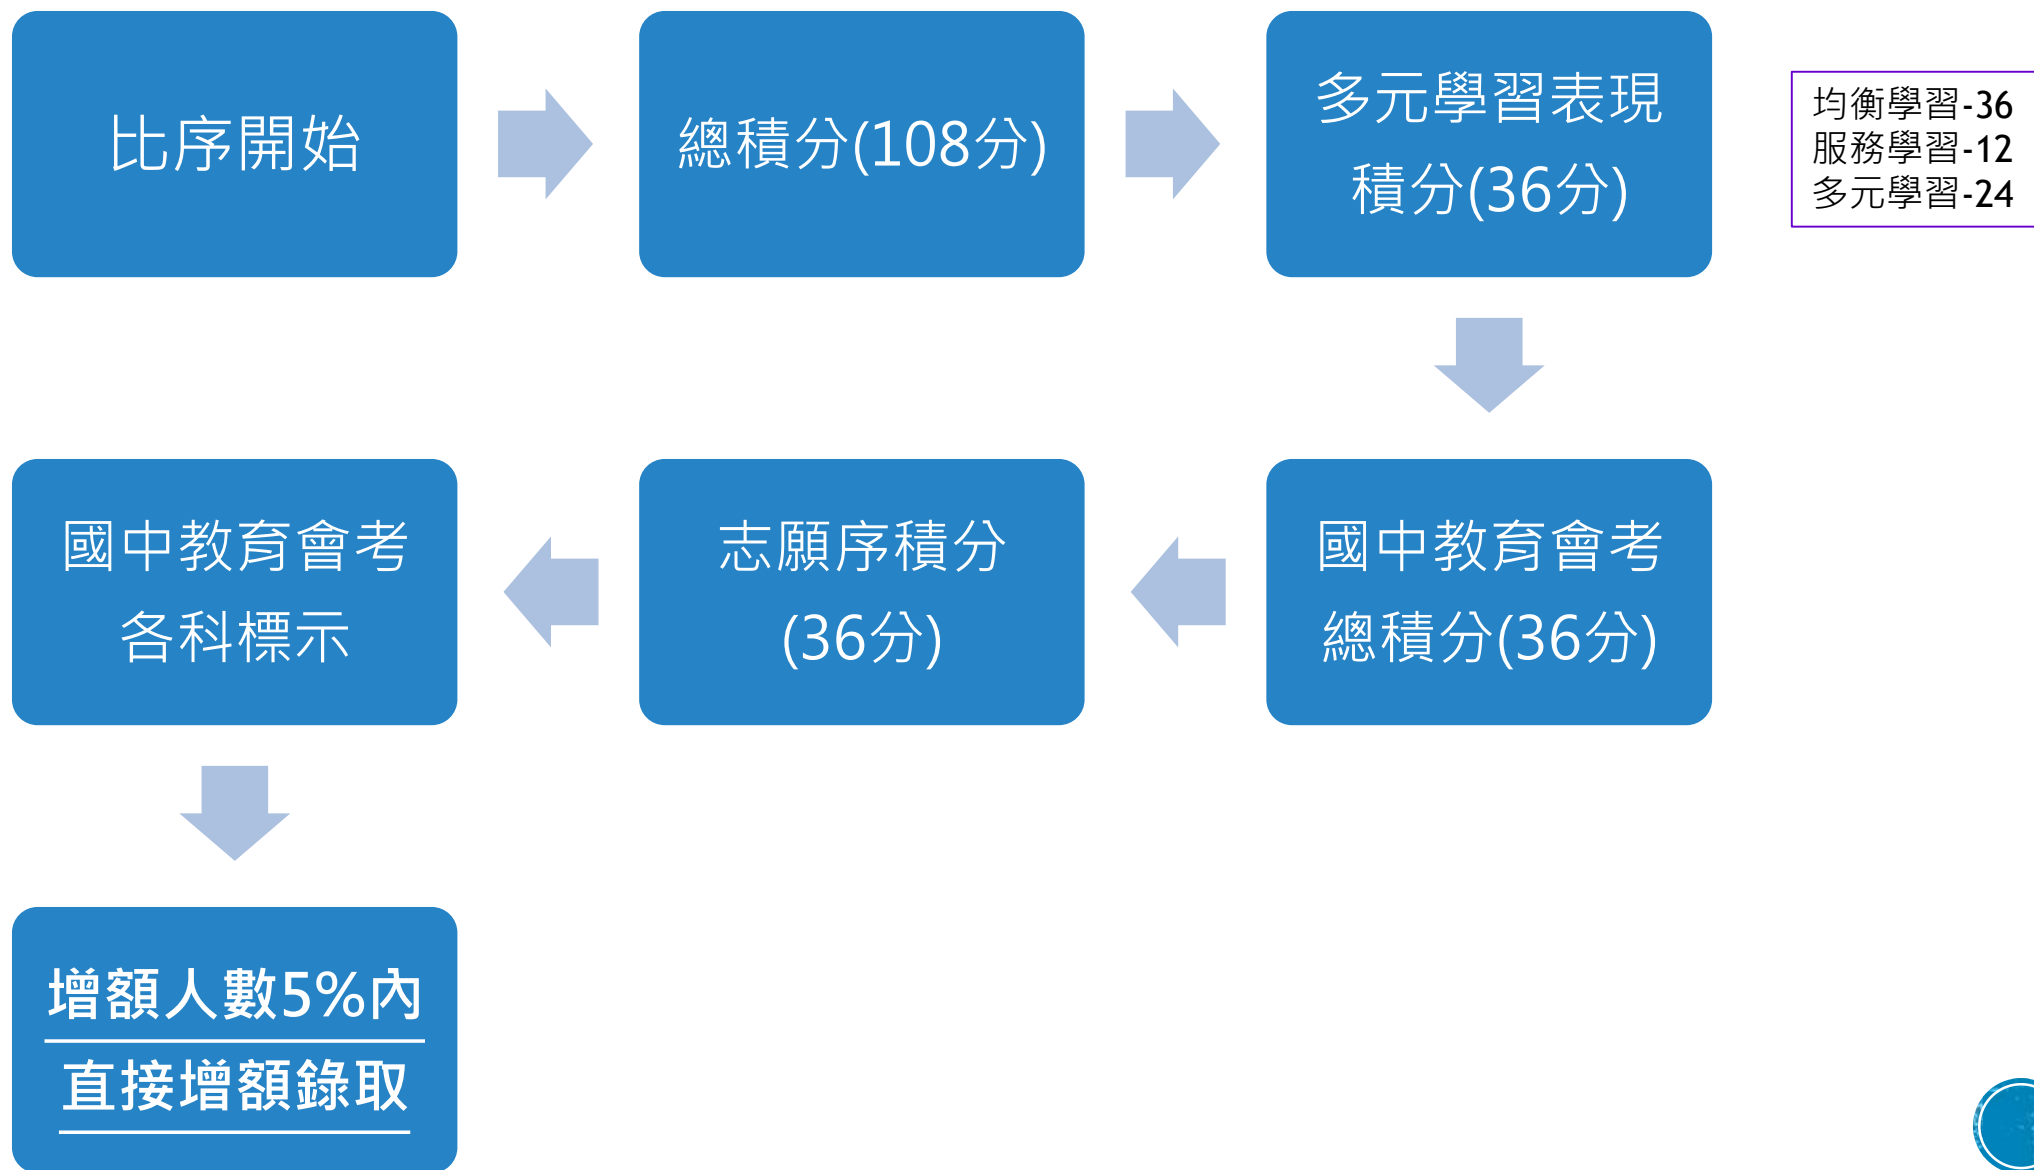 比序開始
總積分(108分)
多元學習表現
積分(36分)
均衡學習-36
服務學習-12
多元學習-24
國中教育會考
總積分(36分)
志願序積分
(36分)
國中教育會考
各科標示
增額人數5%內
直接增額錄取